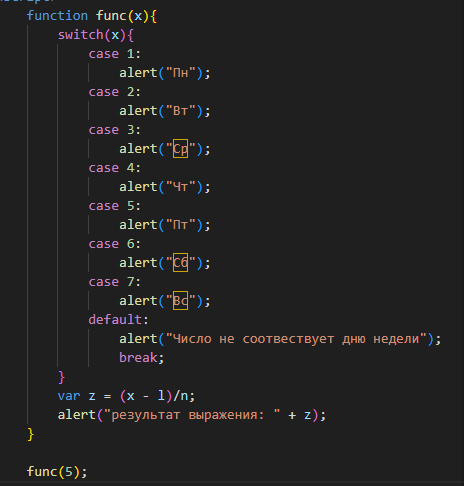 function func(x){
switch(x){
case 1:
alert("Пн");
case 2:
alert("Вт");
case 3:
alert("Ср");
case 4:
alert("Чт");
case 5:
alert("Пт");
case 6:
alert("Сб");
case 7:
alert("Вс");
default:
alert("Число не соотвествует дню недели");
break;
}
var z = (x - l)/n;
alert("результат выражения: " + z);
}
func(5);